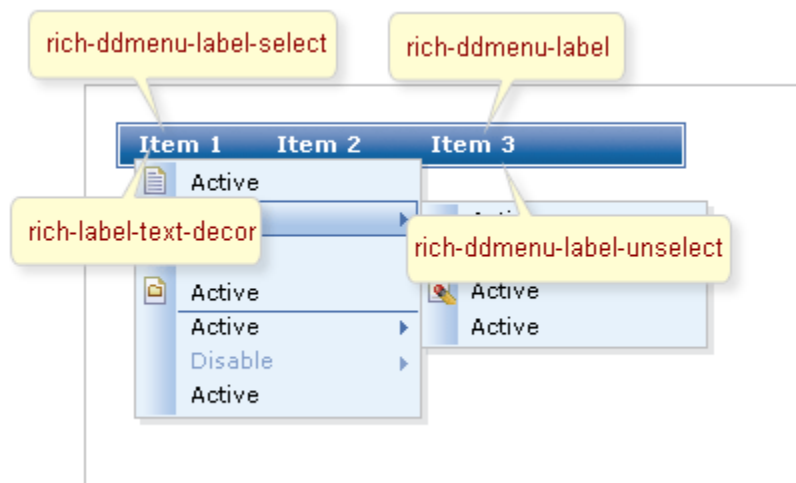 rich-ddmenu-label-select
rich-ddmenu-label
Item 1 Item 2 Item 3
Active
rich-label-text-decor
rich-ddmenu-label-unselect
Active
Active
Active
Active
Disable
Active